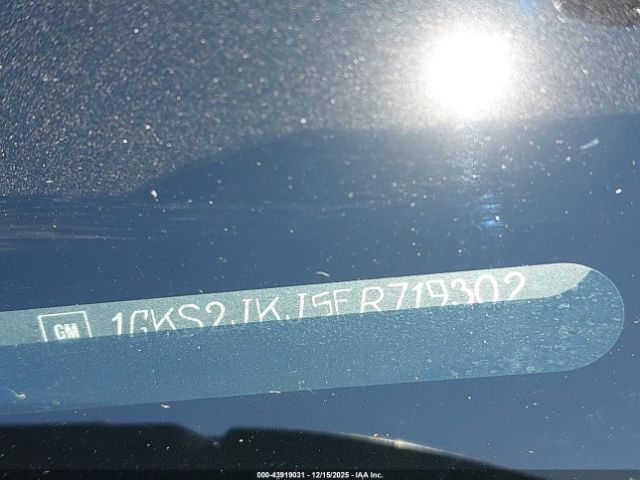 GM 1GKS2JKJ5FR719302
000-43919031 - 12/15/2025 - IAA Inc.